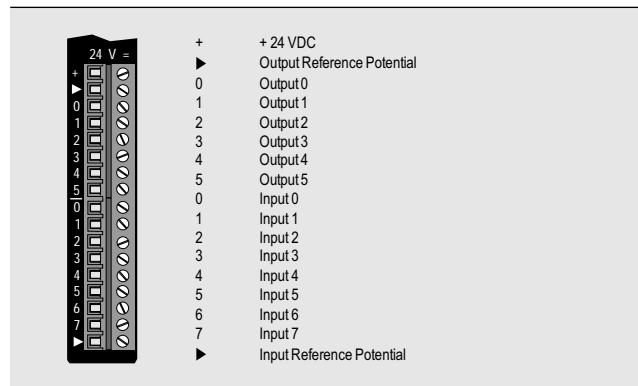 24 V =
+
▶
0
1
2
3
4
5
0
1
2
3
4
5
6
7
▶
+ + 24 VDC
▶ Output Reference Potential
0 Output 0
1 Output 1
2 Output 2
3 Output 3
4 Output 4
5 Output 5
0 Input 0
1 Input 1
2 Input 2
3 Input 3
4 Input 4
5 Input 5
6 Input 6
7 Input 7
▶ Input Reference Potential